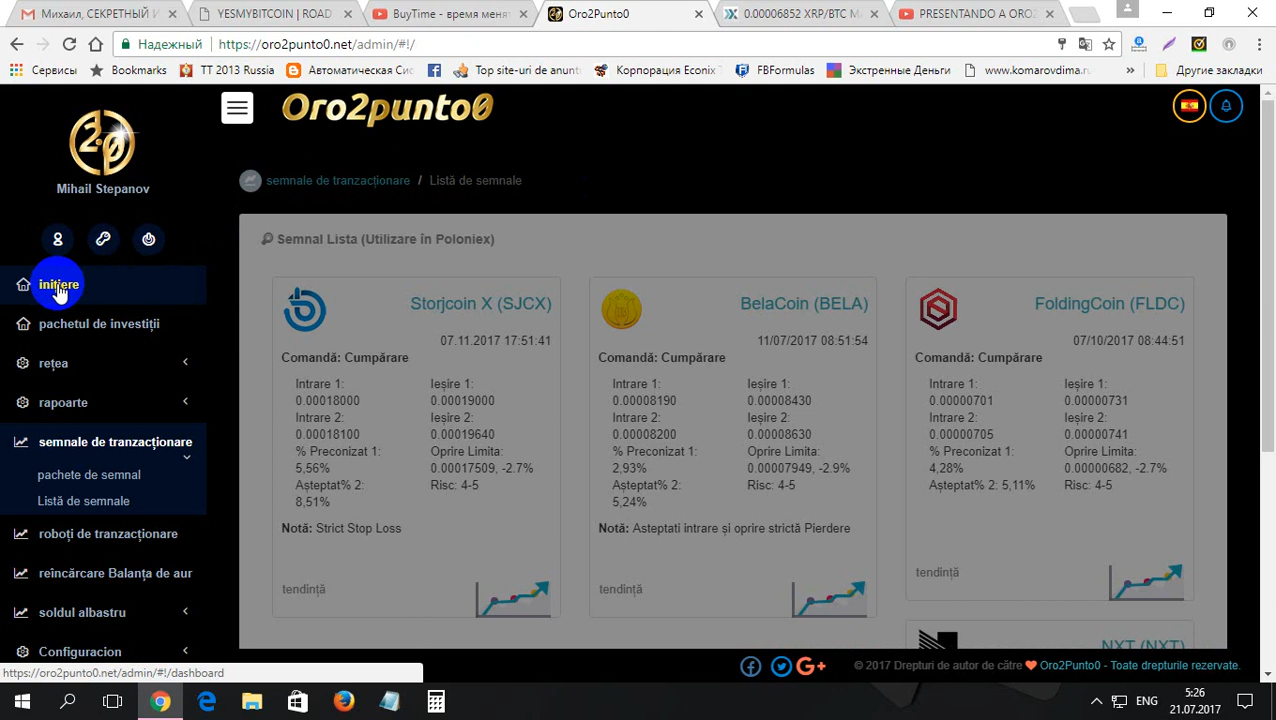 Михаил, СЕКРЕТНЫЙ И
YESMYBITCOIN | ROAD
BuyTime - время меня
Oro2Punto0
0.00006852 XRP/BTC M
PRESENTANDO A ORO2
Надежный https://oro2punto0.net/admin/#!/
Сервисы Bookmarks TT 2013 Russia Автоматическая Си Top site-uri de anunt Корпорация Econix FBFormulas Экстренные Деньги www.komarovdima.r » Другие закладки
Oro2punto0
Mihail Stepanov
semnale de tranzacționare / Listă de semnale
Semnal Lista (Utilizare în Poloniex)
inițiere
pachetul de investiții
rețea
rapoarte
semnale de tranzacționare
pachete de semnal
Listă de semnale
roboți de tranzacționare
reîncărcare Balanța de aur
soldul albastru
Configuracion
Storjcoin X (SJCX)
07.11.2017 17:51:41
Comandă: Cumpărare
Intrare 1: Ieșire 1:
0.00018000 0.00019000
Intrare 2: Ieșire 2:
0.00018100 0.00019640
% Preconizat 1: Oprire Limita:
5,56% 0.00017509, -2.7%
Așteptat% 2: Risc: 4-5
8,51%
Notă: Strict Stop Loss
tendință
BelaCoin (BELA)
11/07/2017 08:51:54
Comandă: Cumpărare
Intrare 1: Ieșire 1:
0.00008190 0.00008430
Intrare 2: Ieșire 2:
0.00008200 0.00008630
% Preconizat 1: Oprire Limita:
2,93% 0.00007949, -2.9%
Așteptat% 2: Risc: 4-5
5,24%
Notă: Asteptati intrare și oprire strictă Pierdere
tendință
FoldingCoin (FLDC)
07/10/2017 08:44:51
Comandă: Cumpărare
Intrare 1: Ieșire 1:
0.00000701 0.00000731
Intrare 2: Ieșire 2:
0.00000705 0.00000741
% Preconizat 1: Oprire Limita:
4,28% 0.00000682, -2.7%
Așteptat% 2: 5,11% Risc: 4-5
tendință
NXT (NXT)
https://oro2punto0.net/admin/#!/dashboard
© 2017 Drepturi de autor de către Oro2Punto0 - Toate drepturile rezervate.
ENG
5:26
21.07.2017